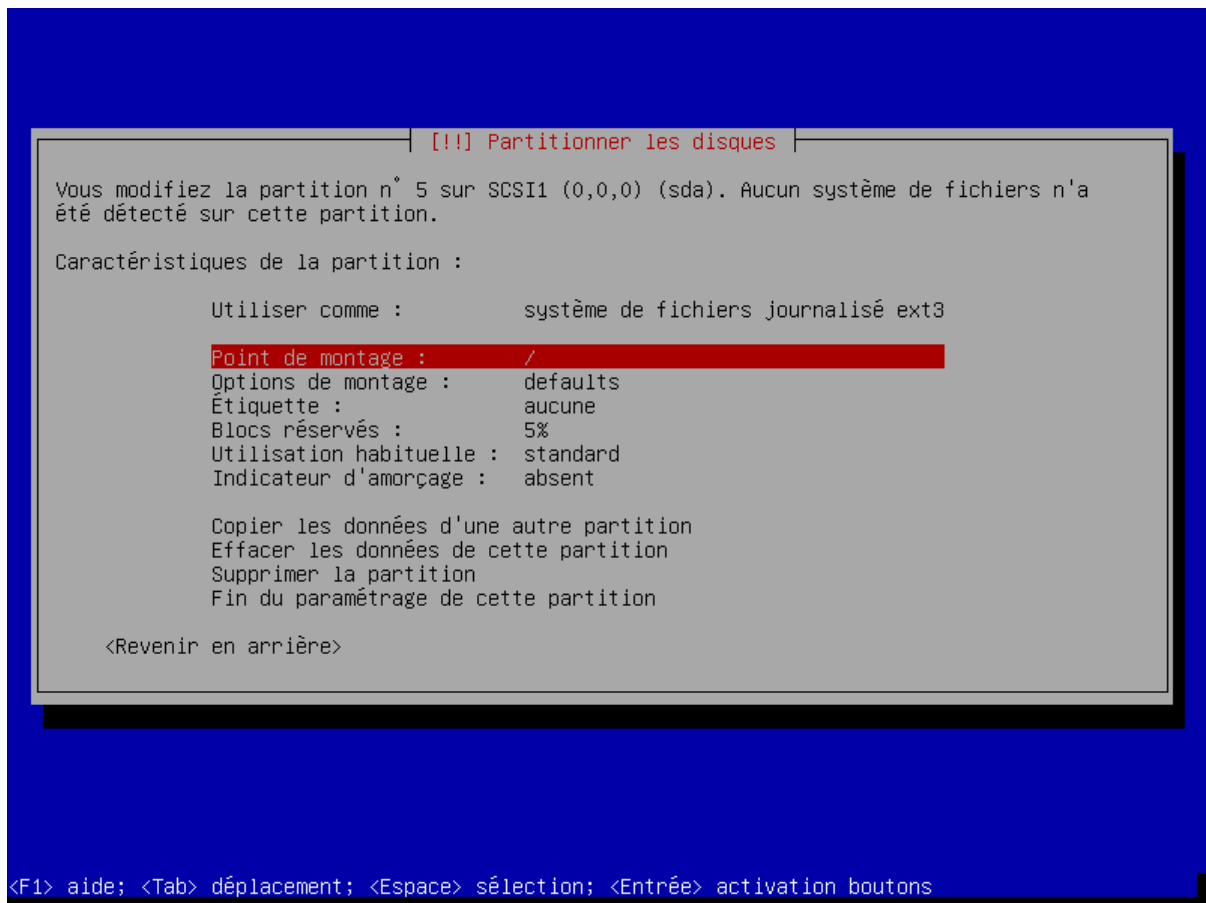 [!!] Partitionner les disques
Vous modifiez la partition n° 5 sur SCSI1 (0,0,0) (sda). Aucun système de fichiers n'a
été détecté sur cette partition.
Caractéristiques de la partition :
Utiliser comme : système de fichiers journalisé ext3
Point de montage : /
Options de montage : defaults
Étiquette : aucune
Blocs réservés : 5%
Utilisation habituelle : standard
Indicateur d'amorçage : absent
Copier les données d'une autre partition
Effacer les données de cette partition
Supprimer la partition
Fin du paramétrage de cette partition
<Revenir en arrière>
<F1> aide; <Tab> déplacement; <Espace> sélection; <Entrée> activation boutons